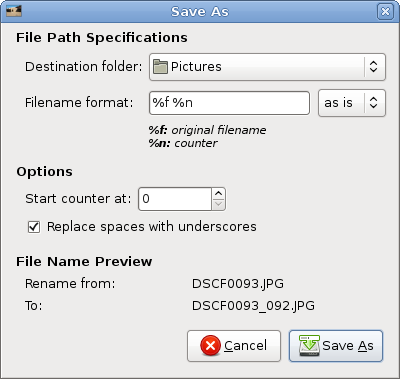 Save As
File Path Specifications
Destination folder: Pictures
Filename format: %f %n as is
%f: original filename
%n: counter
Options
Start counter at: 0
Replace spaces with underscores
File Name Preview
Rename from: DSCF0093.JPG
To: DSCF0093_092.JPG
Cancel Save As